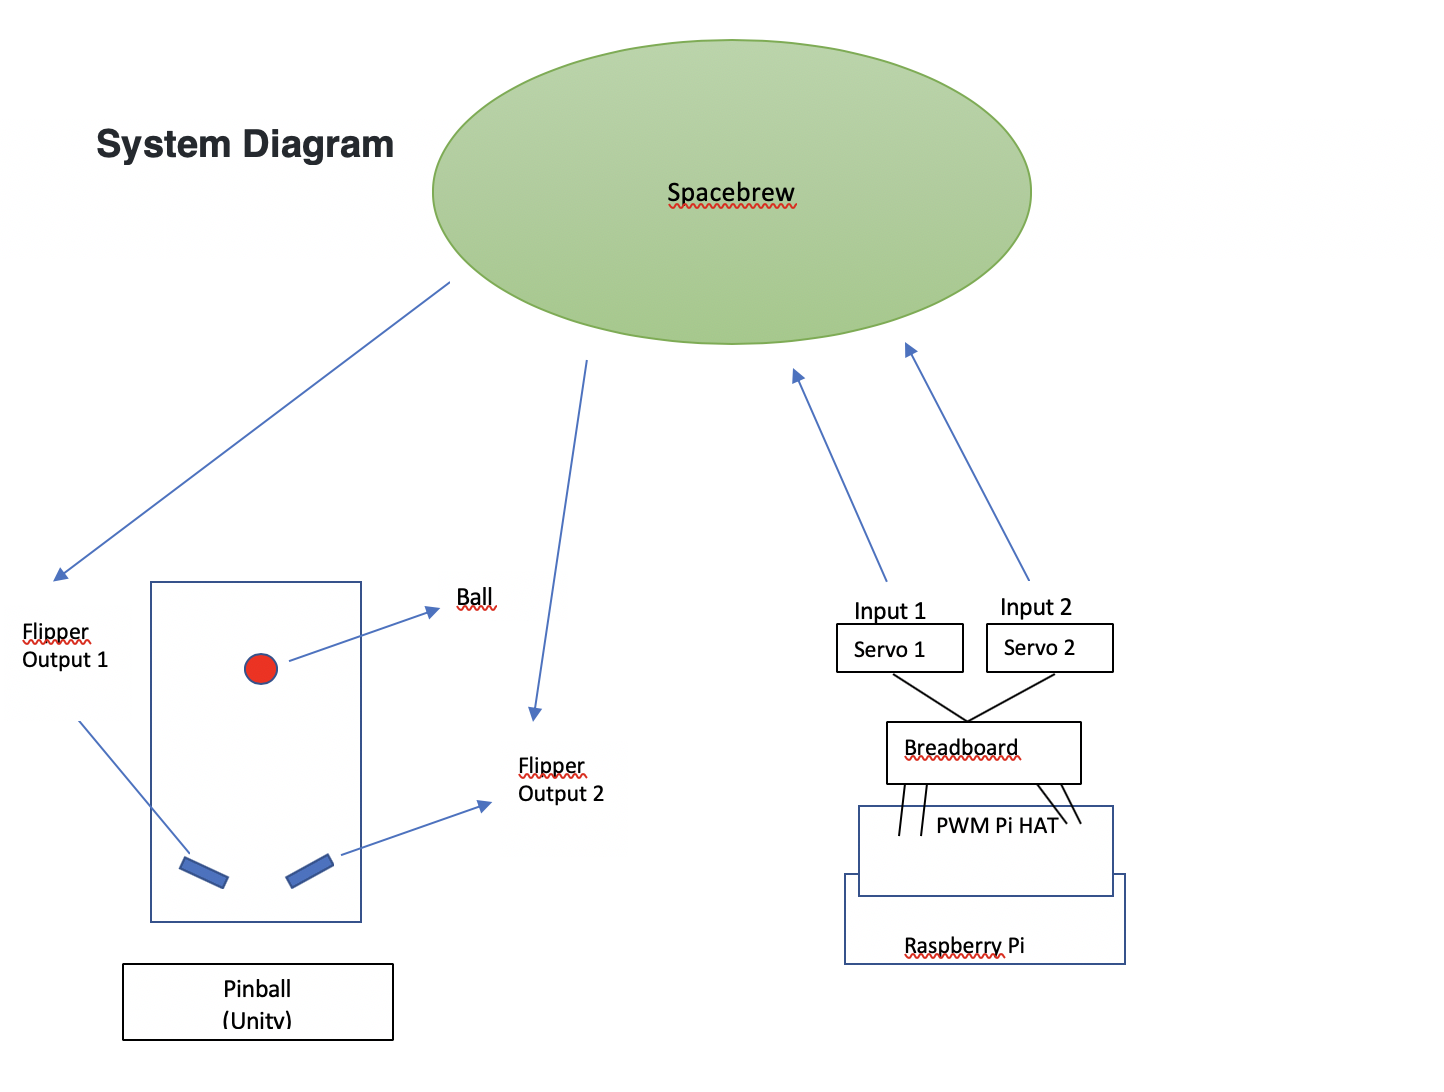 System Diagram
Spacebrew
Ball
Flipper
Output 1
Flipper
Output 2
Input 1
Input 2
Servo 1
Servo 2
Breadboard
PWM Pi HAT
Raspberry Pi
Pinball
(Unity)